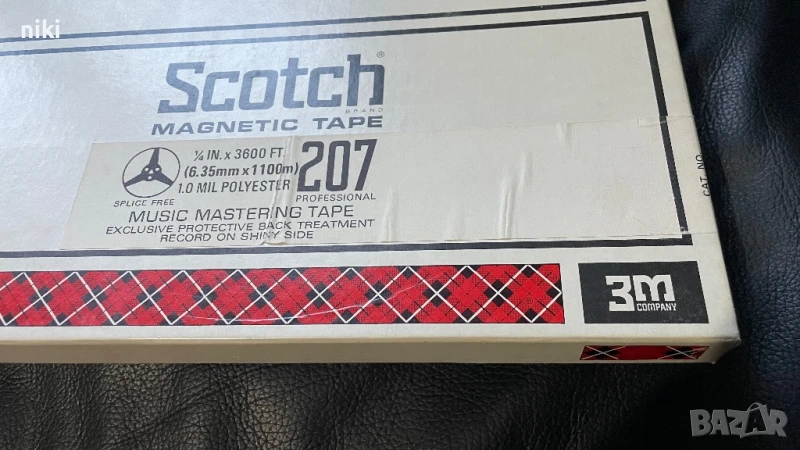 niki
Scotch®
BRAND
MAGNETIC TAPE
¼ IN. x 3600 FT.
(6.35mm x 1100m)
1.0 MIL POLYESTER
207
PROFESSIONAL
SPLICE FREE
MUSIC MASTERING TAPE
EXCLUSIVE PROTECTIVE BACK TREATMENT
RECORD ON SHINY SIDE
CAT. NO.
3M
COMPANY
BAZAR